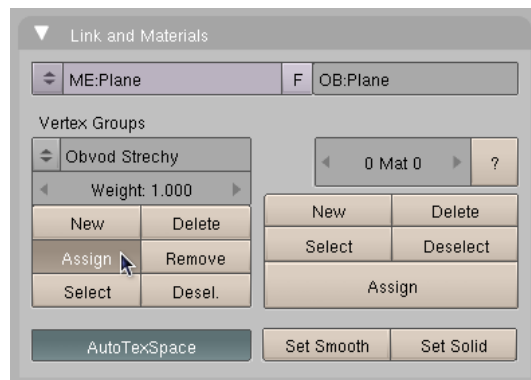 Link and Materials
ME:Plane F OB:Plane
Vertex Groups
Obvod Strechy
0 Mat 0 ?
Weight: 1.000
New Delete
New Delete
Assign Remove
Select Deselect
Select Desel.
Assign
AutoTexSpace
Set Smooth Set Solid